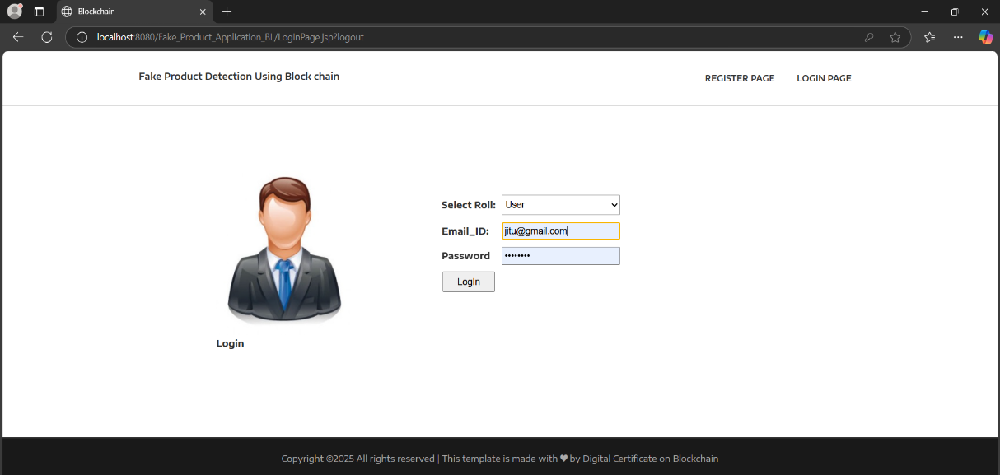 Blockchain
localhost:8080/Fake_Product_Application_BL/LoginPage.jsp?logout
Fake Product Detection Using Block chain
REGISTER PAGE
LOGIN PAGE
Select Roll: User
Email_ID: jitu@gmail.com
Password ••••••••
LogIn
Login
Copyright ©2025 All rights reserved | This template is made with ♥ by Digital Certificate on Blockchain